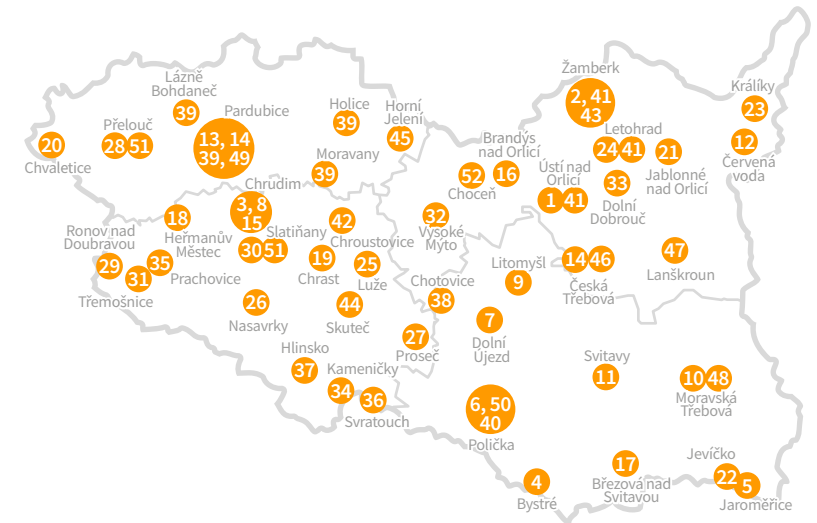 Žamberk
2, 41
43
Králíky
23
Lázně
Bohdaneč
39
Pardubice
13, 14
39, 49
Holice
39
Horní
Jelení
45
Přelouč
28 51
20
Chvaletice
Moravany
39
Letohrad
24 41
21
Jablonné
nad Orlicí
12
Červená
voda
Brandýs
nad Orlicí
16
52
Choceň
Ústí nad
Orlicí
1 41
33
Dolní
Dobrouč
Chrudim
3, 8
15
18
Heřmanův
Městec
Slatiňany
30 51
42
Chroustovice
32
Vysoké
Mýto
Ronov nad
Doubravou
29
35
Prachovice
31
Třemošnice
19
Chrast
25
Luže
14 46
Česká
Třebová
47
Lanškroun
Litomyšl
9
Chotovice
38
26
Nasavrky
44
Skuteč
7
Dolní
Újezd
27
Proseč
Hlinsko
37
Kameničky
34
36
Svratouch
Svitavy
11
10 48
Moravská
Třebová
6, 50
40
Polička
4
Bystré
17
Březová nad
Svitavou
Jevíčko
22
5
Jaroměřice